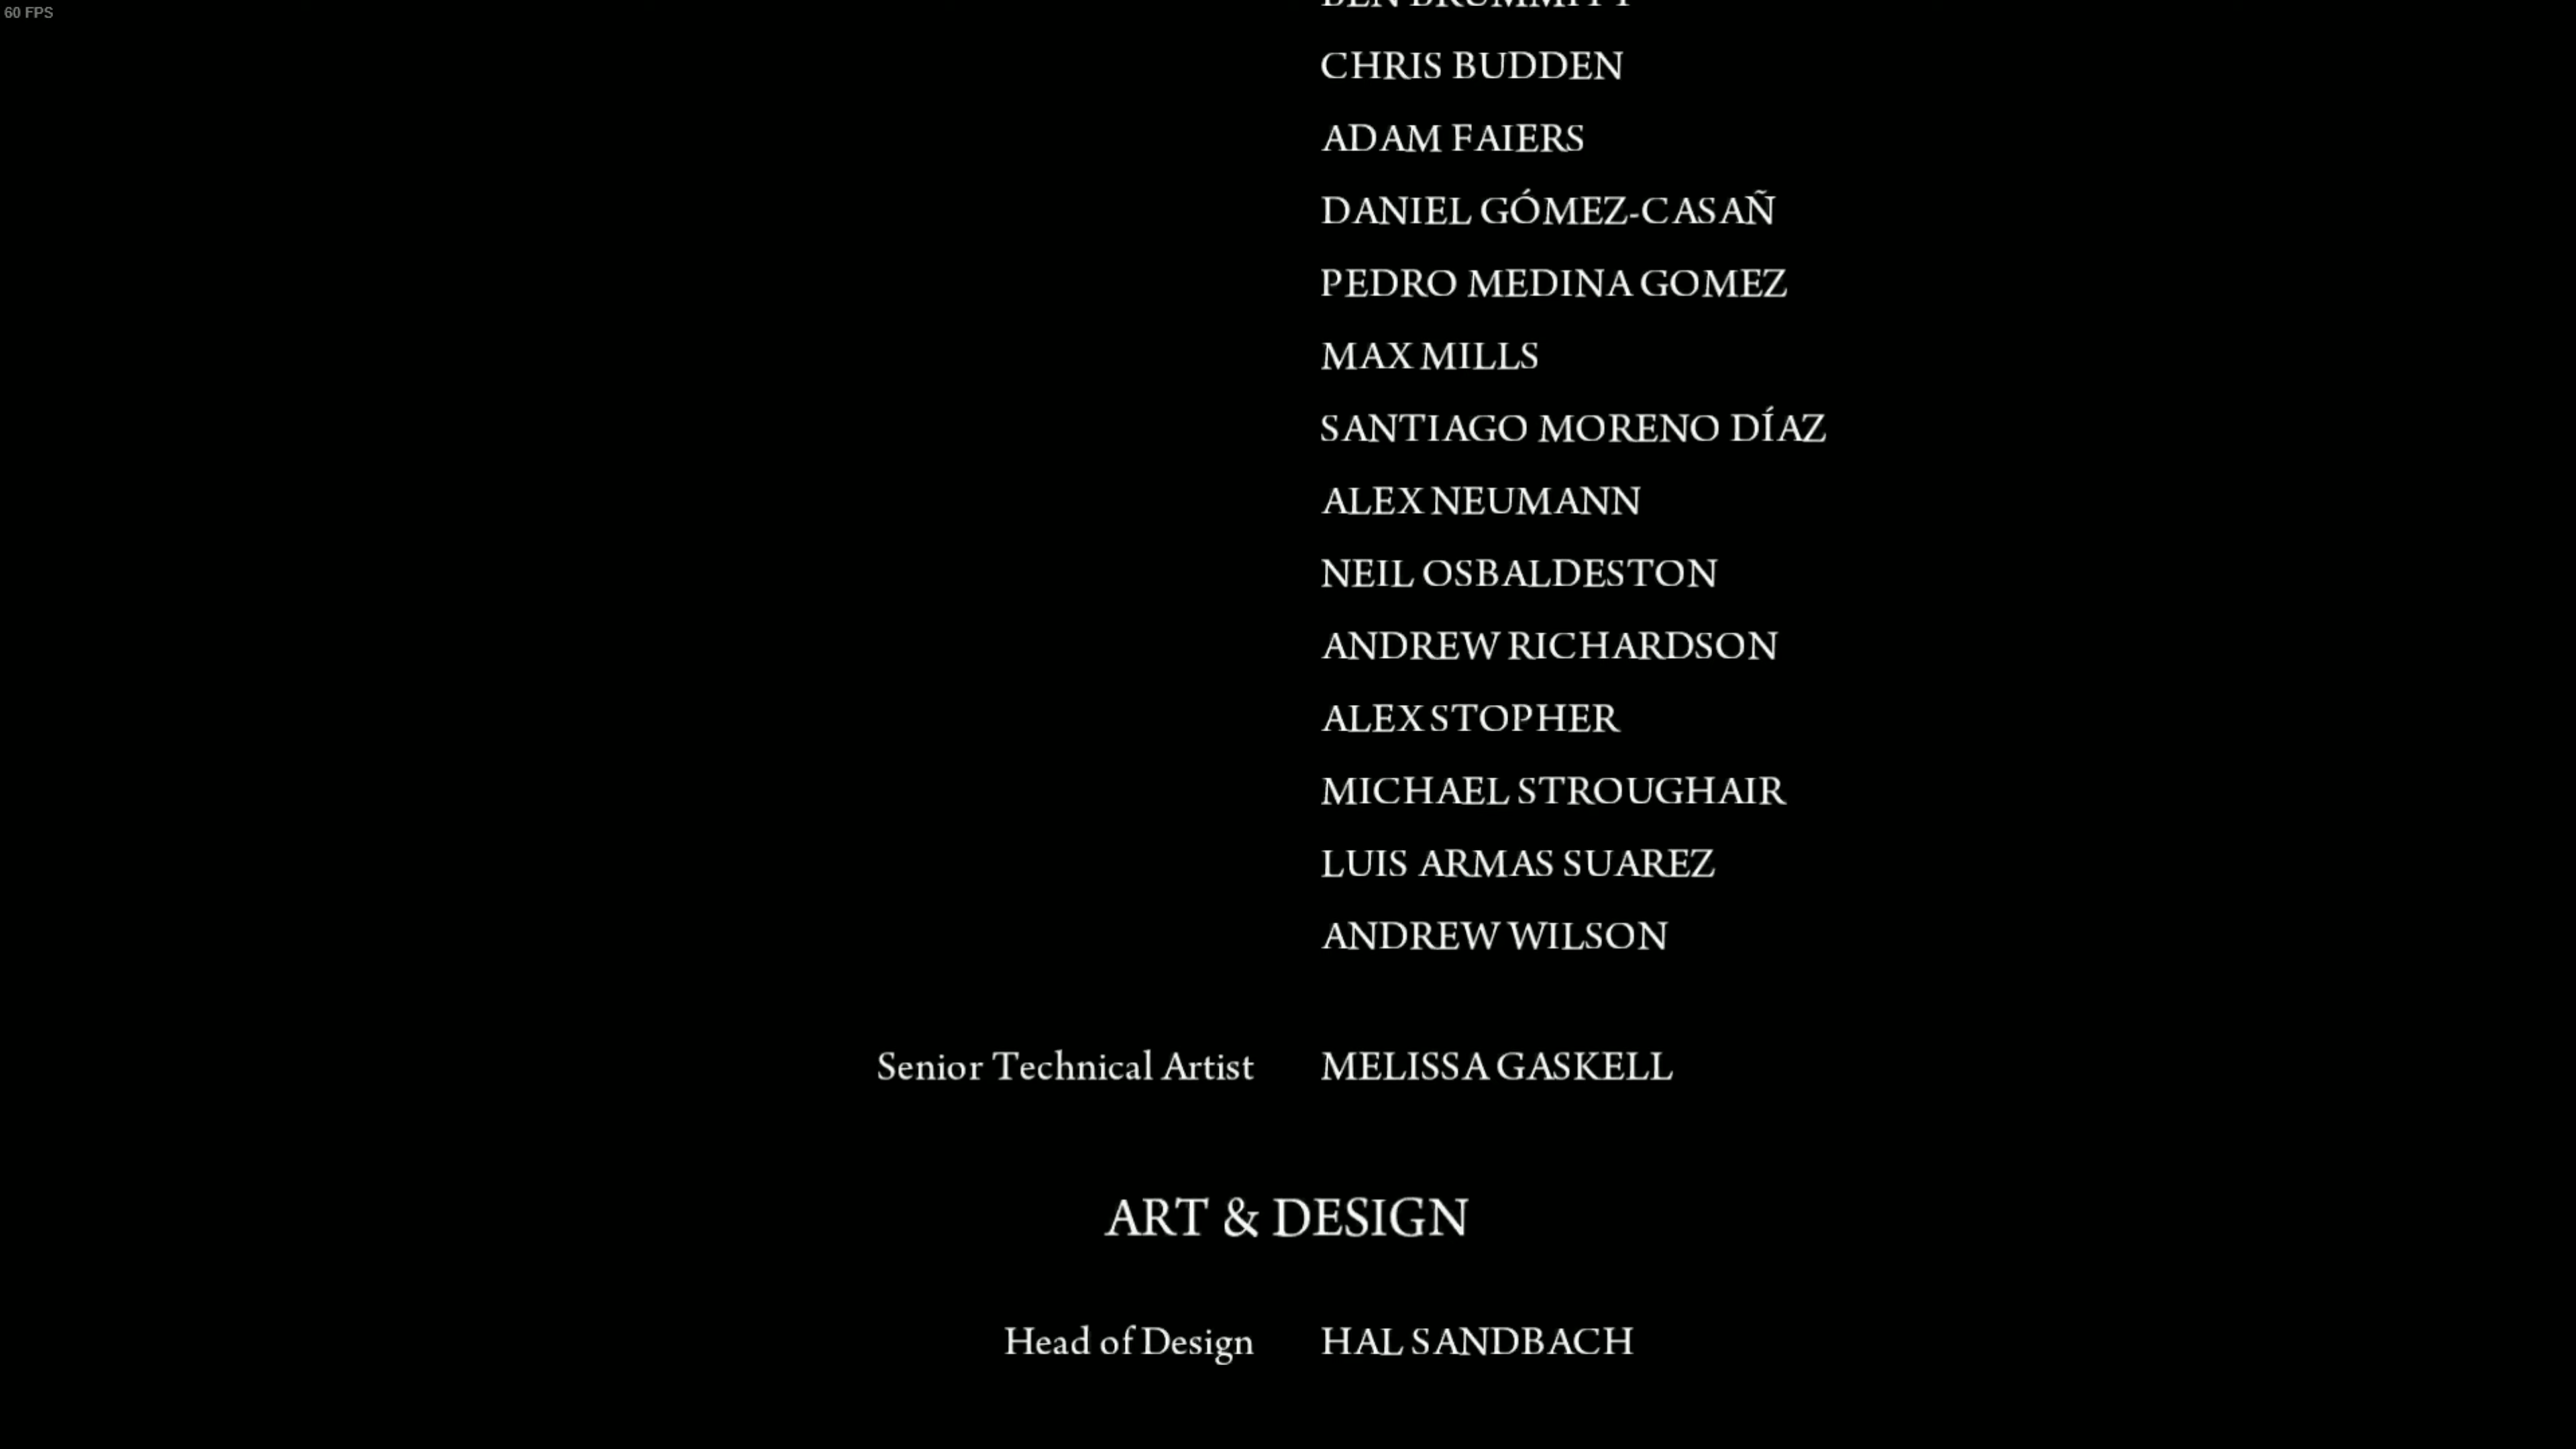 60 FPS
CHRIS BUDDEN
ADAM FAIERS
DANIEL GÓMEZ-CASAÑ
PEDRO MEDINA GOMEZ
MAX MILLS
SANTIAGO MORENO DÍAZ
ALEX NEUMANN
NEIL OSBALDESTON
ANDREW RICHARDSON
ALEX STOPHER
MICHAEL STROUGHAIR
LUIS ARMAS SUAREZ
ANDREW WILSON
Senior Technical Artist MELISSA GASKELL
ART & DESIGN
Head of Design HAL SANDBACH